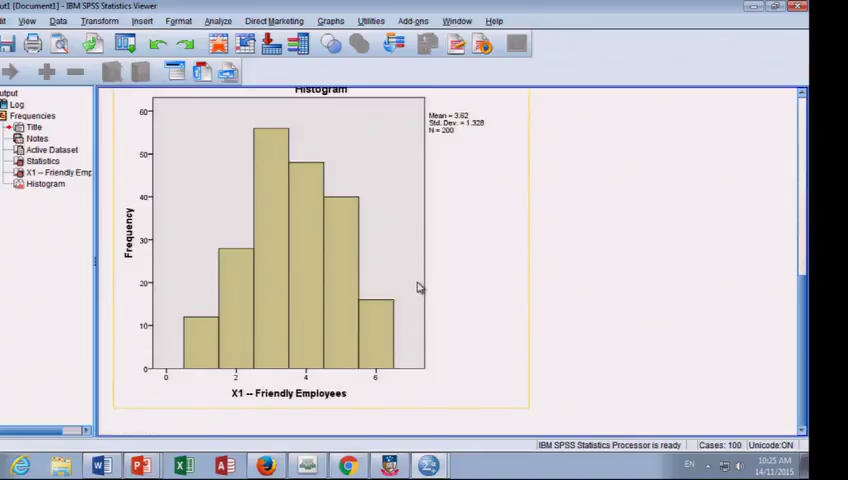 ut1 [Document1] - IBM SPSS Statistics Viewer
it View Data Transform Insert Format Analyze Direct Marketing Graphs Utilities Add-ons Window Help
utput
Log
Frequencies
Title
Notes
Active Dataset
Statistics
X1 -- Friendly Emp
Histogram
Histogram
Mean = 3.62
Std. Dev. = 1.328
N = 200
60
50
40
30
20
10
0
Frequency
0 2 4 6
X1 -- Friendly Employees
IBM SPSS Statistics Processor is ready Cases: 100 Unicode:ON
EN
10:25 AM
14/11/2015